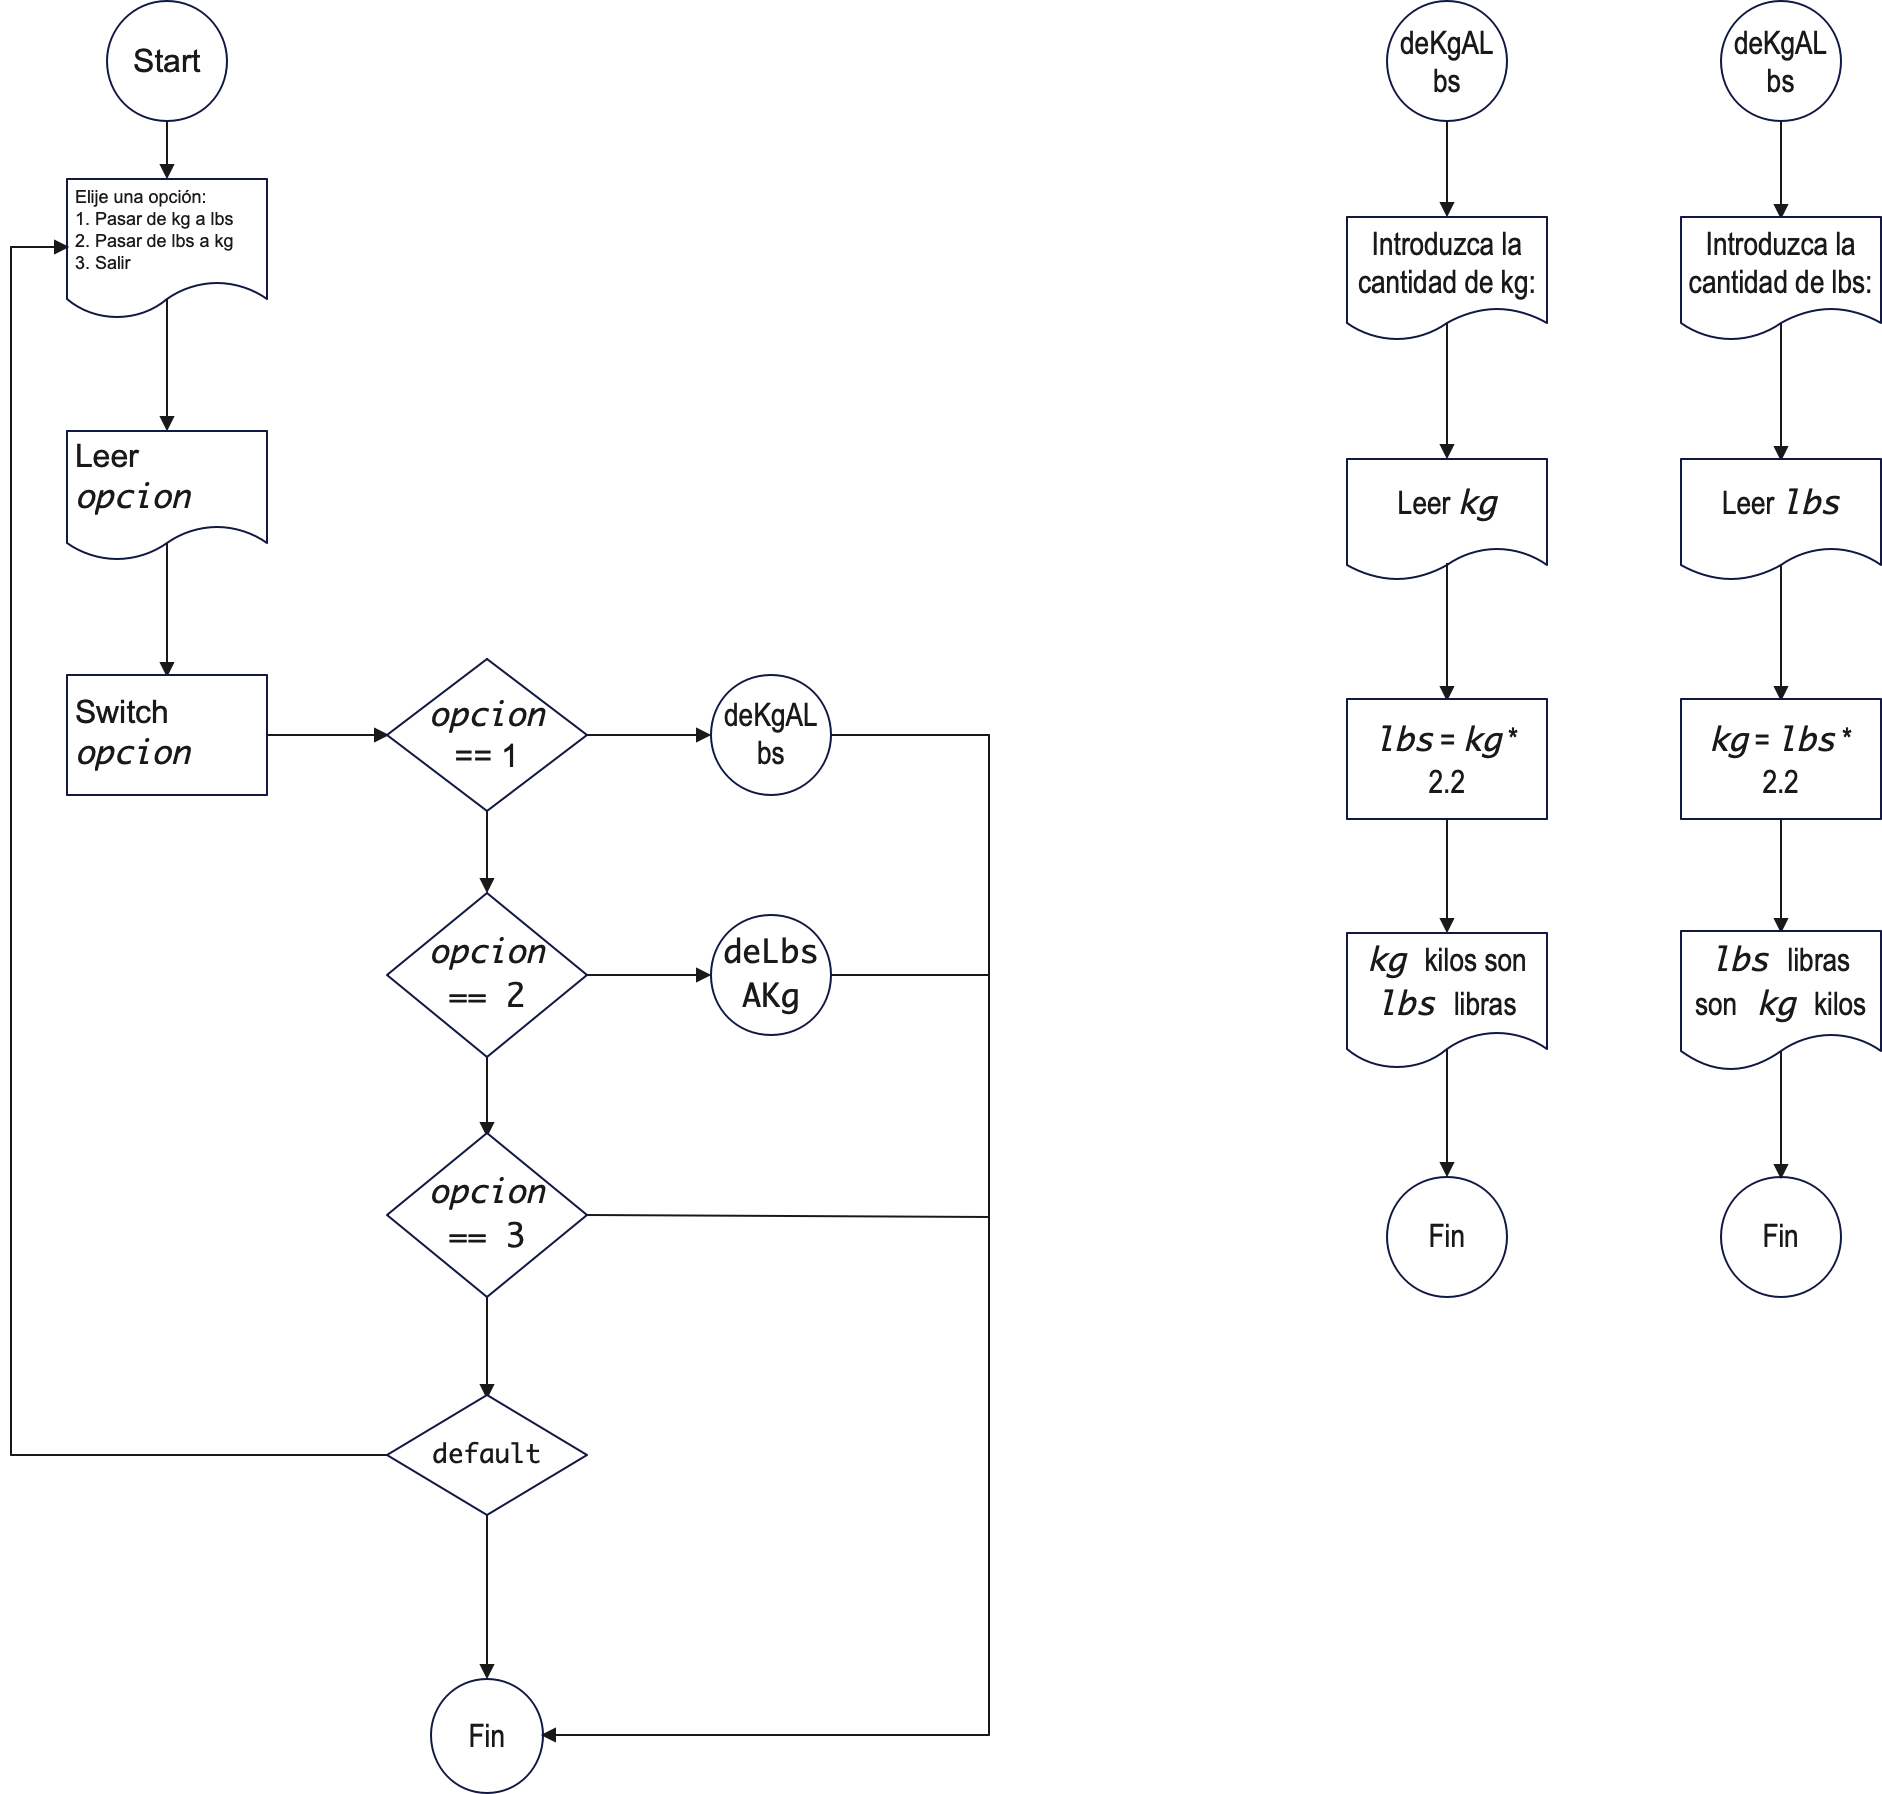 Start
Elije una opción:
1. Pasar de kg a lbs
2. Pasar de lbs a kg
3. Salir
Leer
opcion
Switch
opcion
opcion
== 1
deKgAL
bs
opcion
== 2
deLbs
AKg
opcion
== 3
default
Fin
deKgAL
bs
Introduzca la
cantidad de kg:
Leer kg
lbs = kg *
2.2
kg kilos son
lbs libras
Fin
deKgAL
bs
Introduzca la
cantidad de lbs:
Leer lbs
kg = lbs *
2.2
lbs libras
son kg kilos
Fin